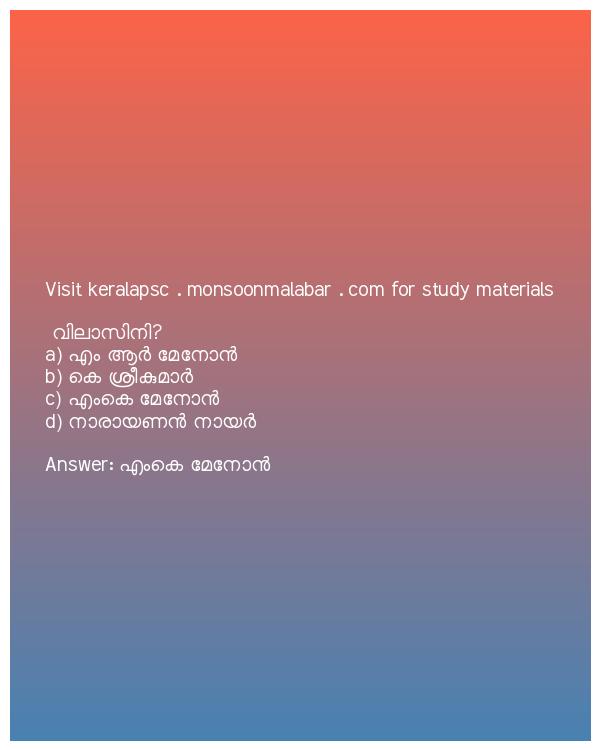 Visit keralapsc . monsoonmalabar . com for study materials
വിലാസിനി?
a) എം ആർ മേനോൻ
b) കെ ശ്രീകുമാർ
c) എംകെ മേനോൻ
d) നാരായണൻ നായർ
Answer: എംകെ മേനോൻ